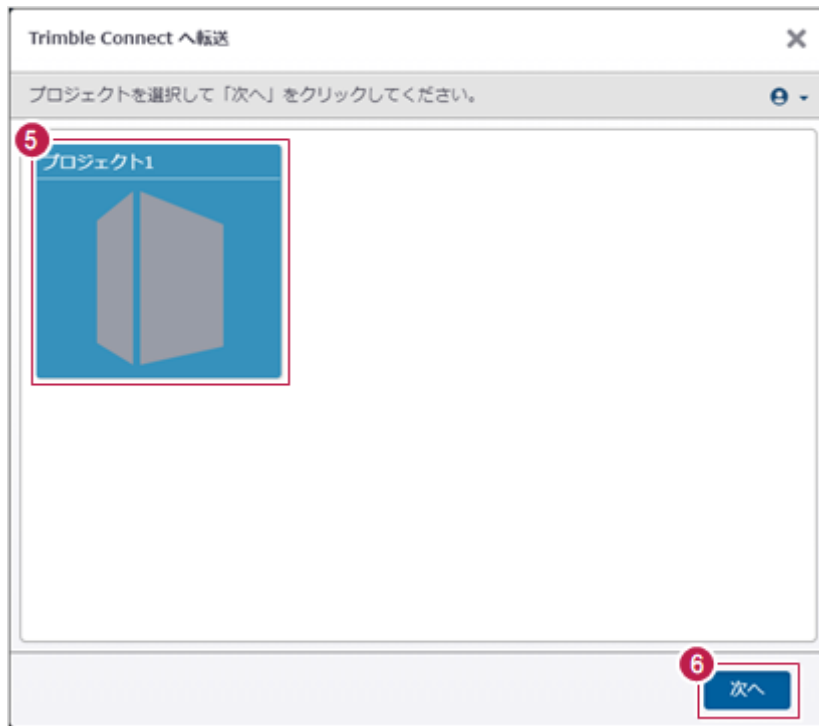 Trimble Connect へ転送
プロジェクトを選択して「次へ」をクリックしてください。
5
プロジェクト1
6
次へ